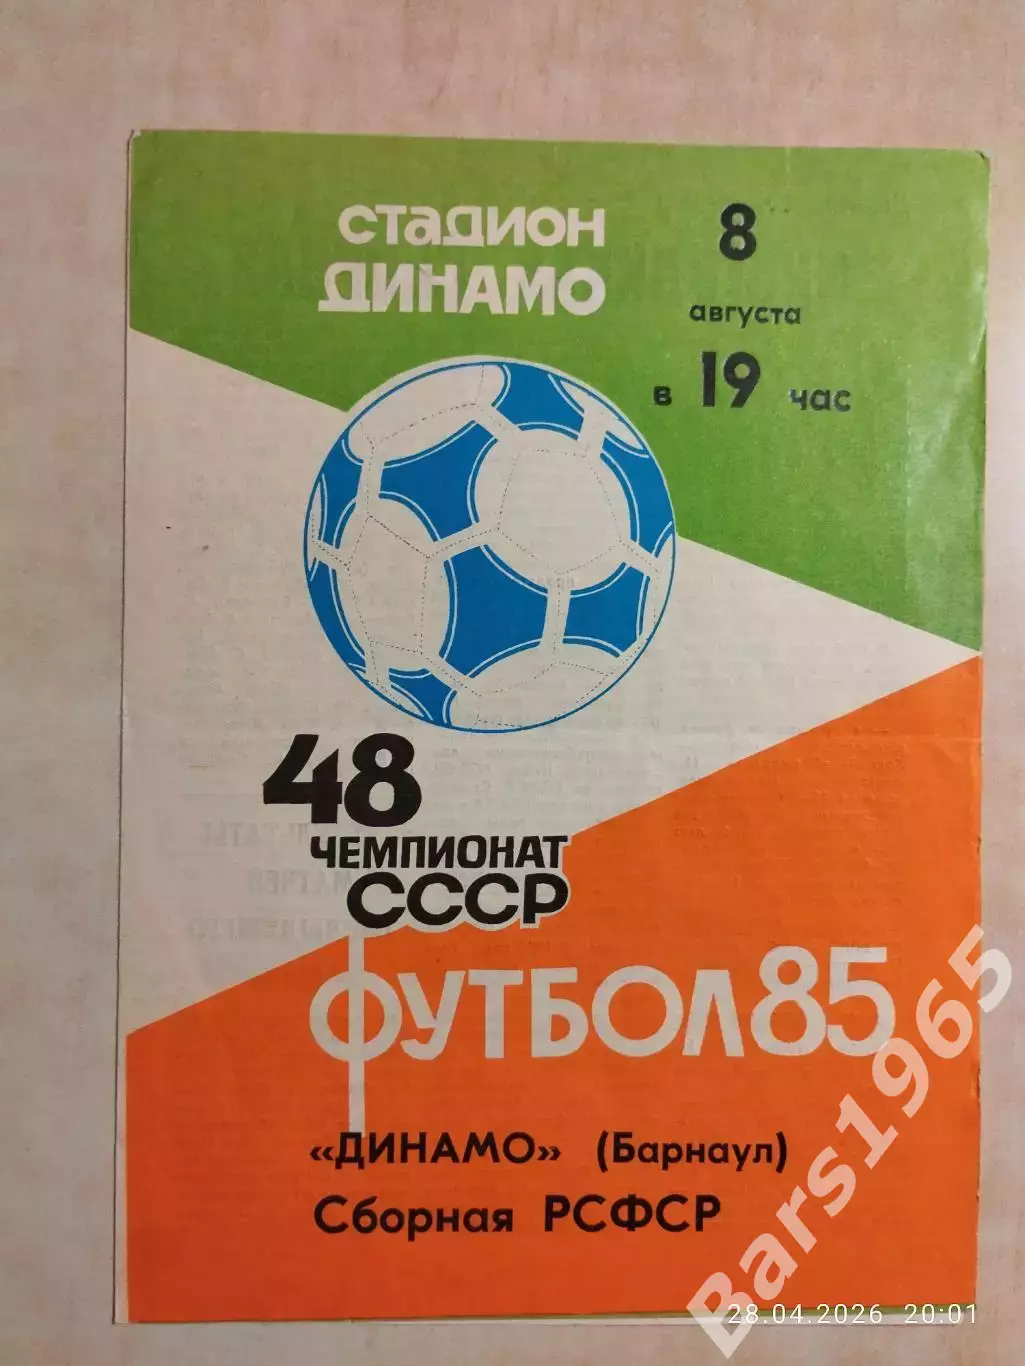 стадион
ДИНАМО
8
августа
в 19 час
48
ЧЕМПИОНАТ
СССР
ФУТБОЛ85
«ДИНАМО» (Барнаул)
Сборная РСФСР
Bars1965
28.04.2026 20:01